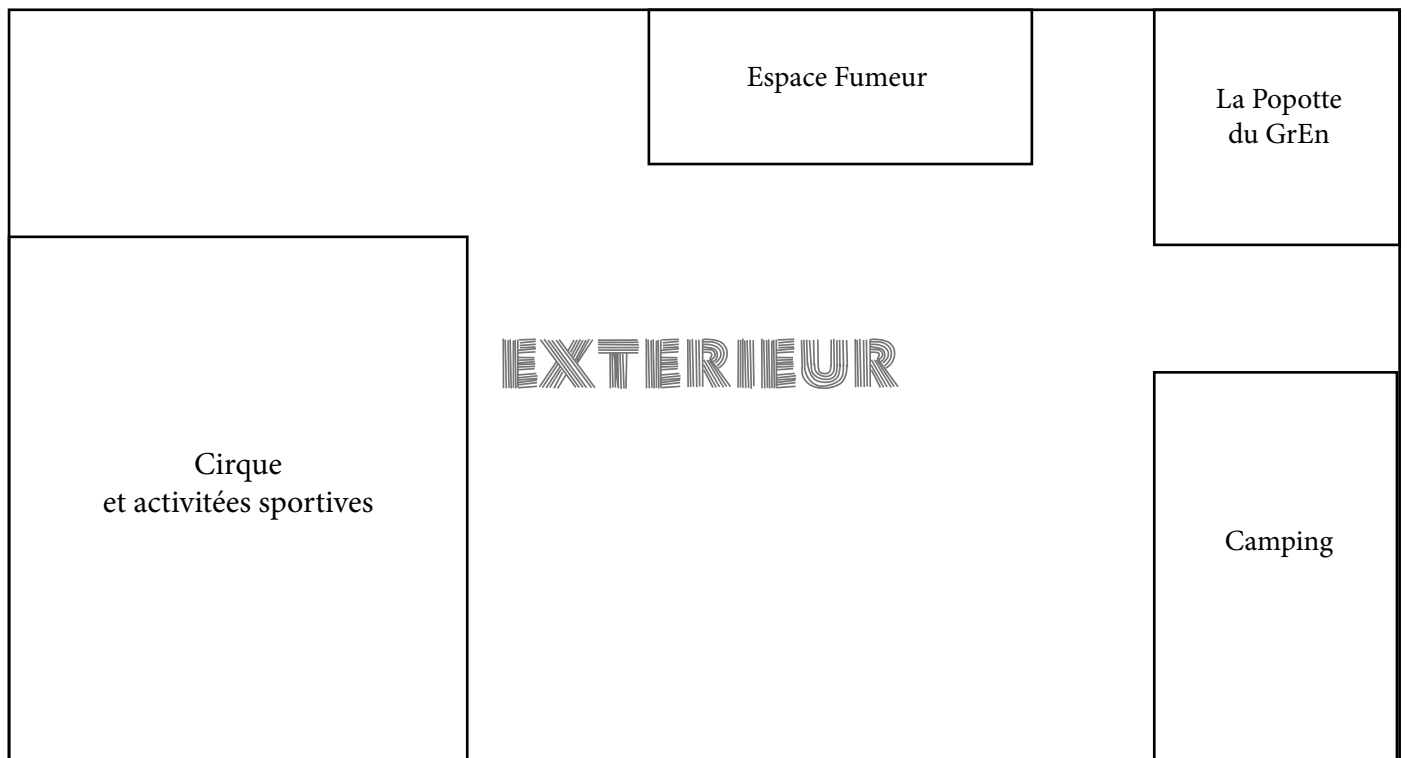 Espace Fumeur
La Popotte
du GrEn
EXTERIEUR
Cirque
et activitées sportives
Camping